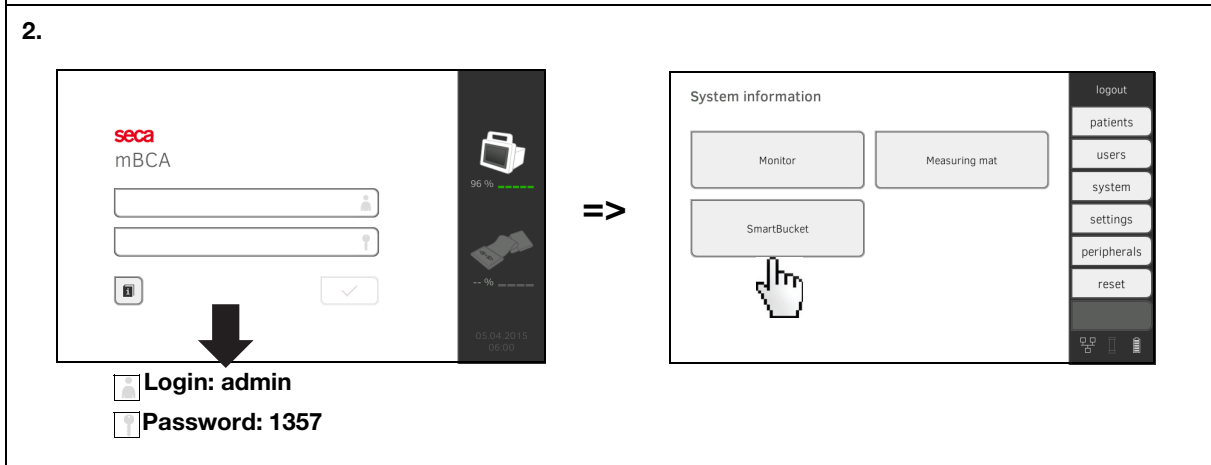 2.
seca
mBCA
96 %
-- %
05.04.2015
06:00
=>
System information
Monitor
Measuring mat
SmartBucket
logout
patients
users
system
settings
peripherals
reset
Login: admin
Password: 1357